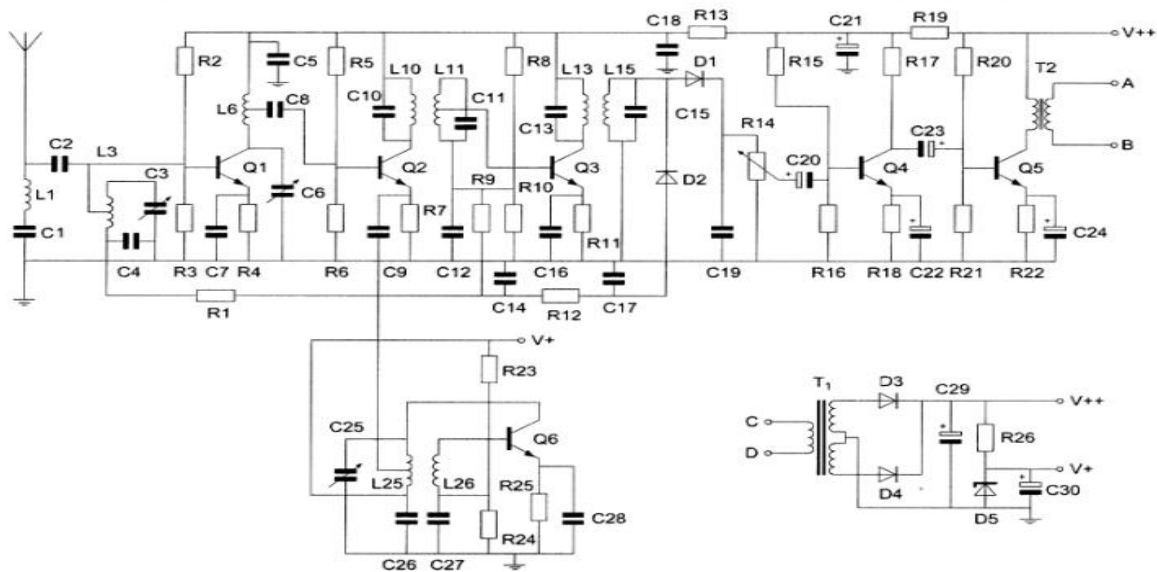 C18 R13 C21 R19
V++
R2 C5 R5 L10 L11 R8 L13 L15 D1 R15 R17 R20 T2
C8 C10 C11
L6 C13 C15 A
C2 L3 R14 C23 B
C3 Q1 Q2 Q3 C20 Q4 Q5
L1 C6 R9 R10 D2
C1 R7 R11 C24
C4 R3 C7 R4 R6 C9 C12 C16 C19 R16 R18 C22 R21 R22
R1 C14 R12 C17
V+
R23
T1 D3 C29 V++
C25 Q6 C R26
L25 L26 R25 D D4 V+
C28 D5 C30
R24
C26 C27